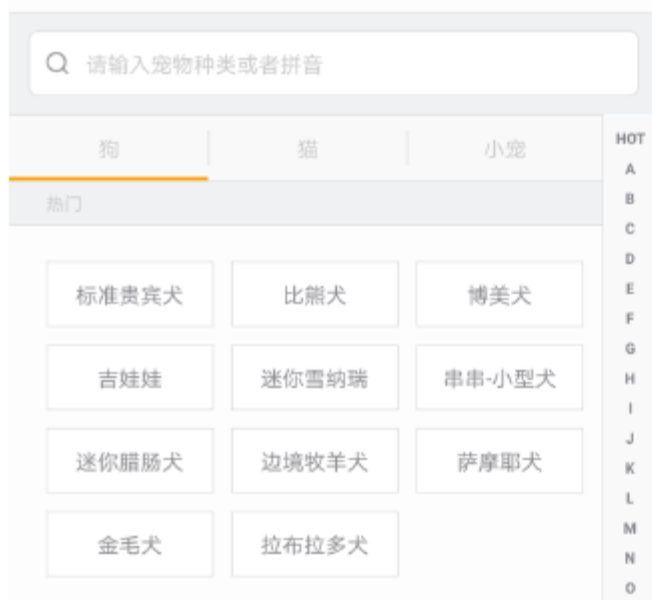 请输入宠物种类或者拼音
狗 猫 小宠
热门
标准贵宾犬 比熊犬 博美犬
吉娃娃 迷你雪纳瑞 串串-小型犬
迷你腊肠犬 边境牧羊犬 萨摩耶犬
金毛犬 拉布拉多犬
HOT
A
B
C
D
E
F
G
H
I
J
K
L
M
N
O